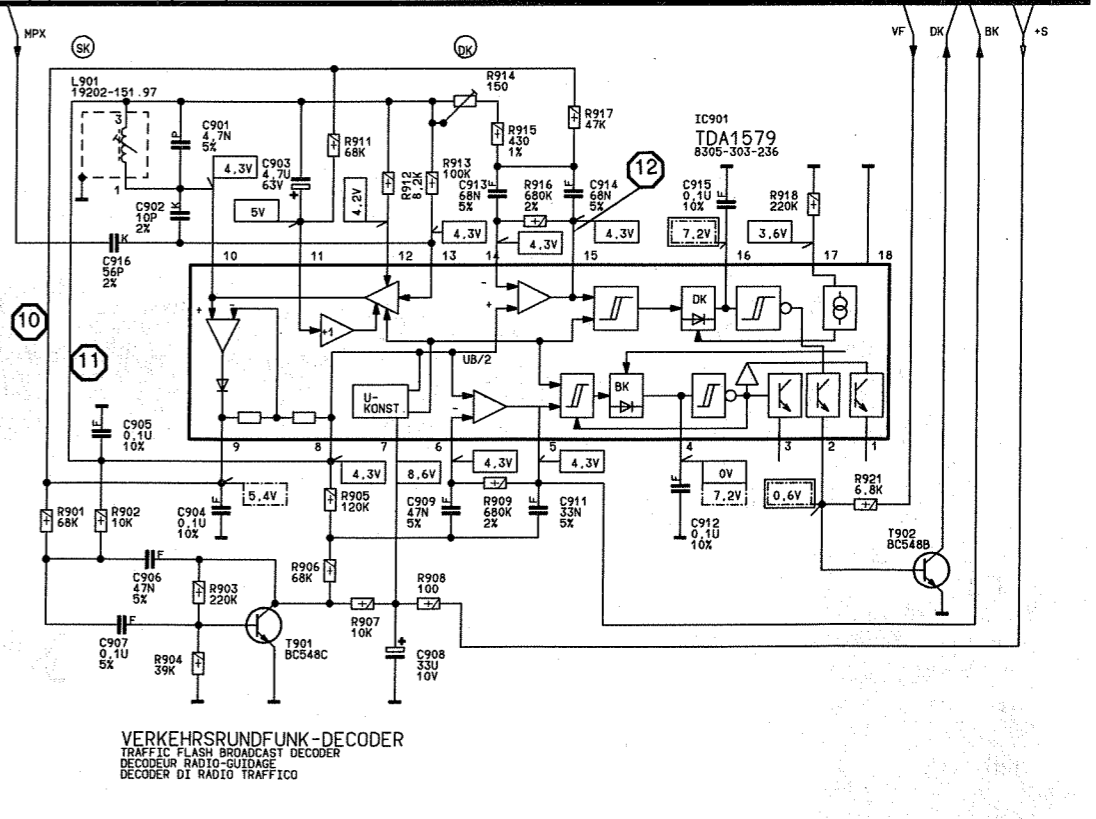 MPX
SK
DK
VF
DK
BK
+S
L901
19202-151.97
3
1
C901
4,7N
5%
P
C902
10P
2%
K
C916
56P
2%
K
4,3V
C903
4,7U
63V
+
5V
R911
68K
4,2V
R912
8,2K
R913
100K
R914
150
R915
430
1%
R917
47K
C913
68N
5%
F
R916
680K
2%
C914
68N
5%
F
12
IC901
TDA1579
8305-303-236
C915
0,1U
10%
F
R918
220K
4,3V
4,3V
4,3V
7,2V
3,6V
10
11
12
13
14
15
16
17
18
10
11
+
-
+1
-
+
DK
UB/2
U-
KONST.
-
BK
9
8
7
6
5
4
3
2
1
C905
0,1U
10%
F
5,4V
4,3V
8,6V
4,3V
4,3V
0V
7,2V
0,6V
R901
68K
R902
10K
C904
0,1U
10%
F
R905
120K
C909
47N
5%
F
R909
680K
2%
C911
33N
5%
F
C912
0,1U
10%
F
R921
6,8K
T902
BC548B
C906
47N
5%
F
R903
220K
R906
68K
R908
100
R907
10K
C907
0,1U
5%
F
R904
39K
T901
BC548C
C908
33U
10V
+
VERKEHRSRUNDFUNK-DECODER
TRAFFIC FLASH BROADCAST DECODER
DECODEUR RADIO-GUIDAGE
DECODER DI RADIO TRAFFICO